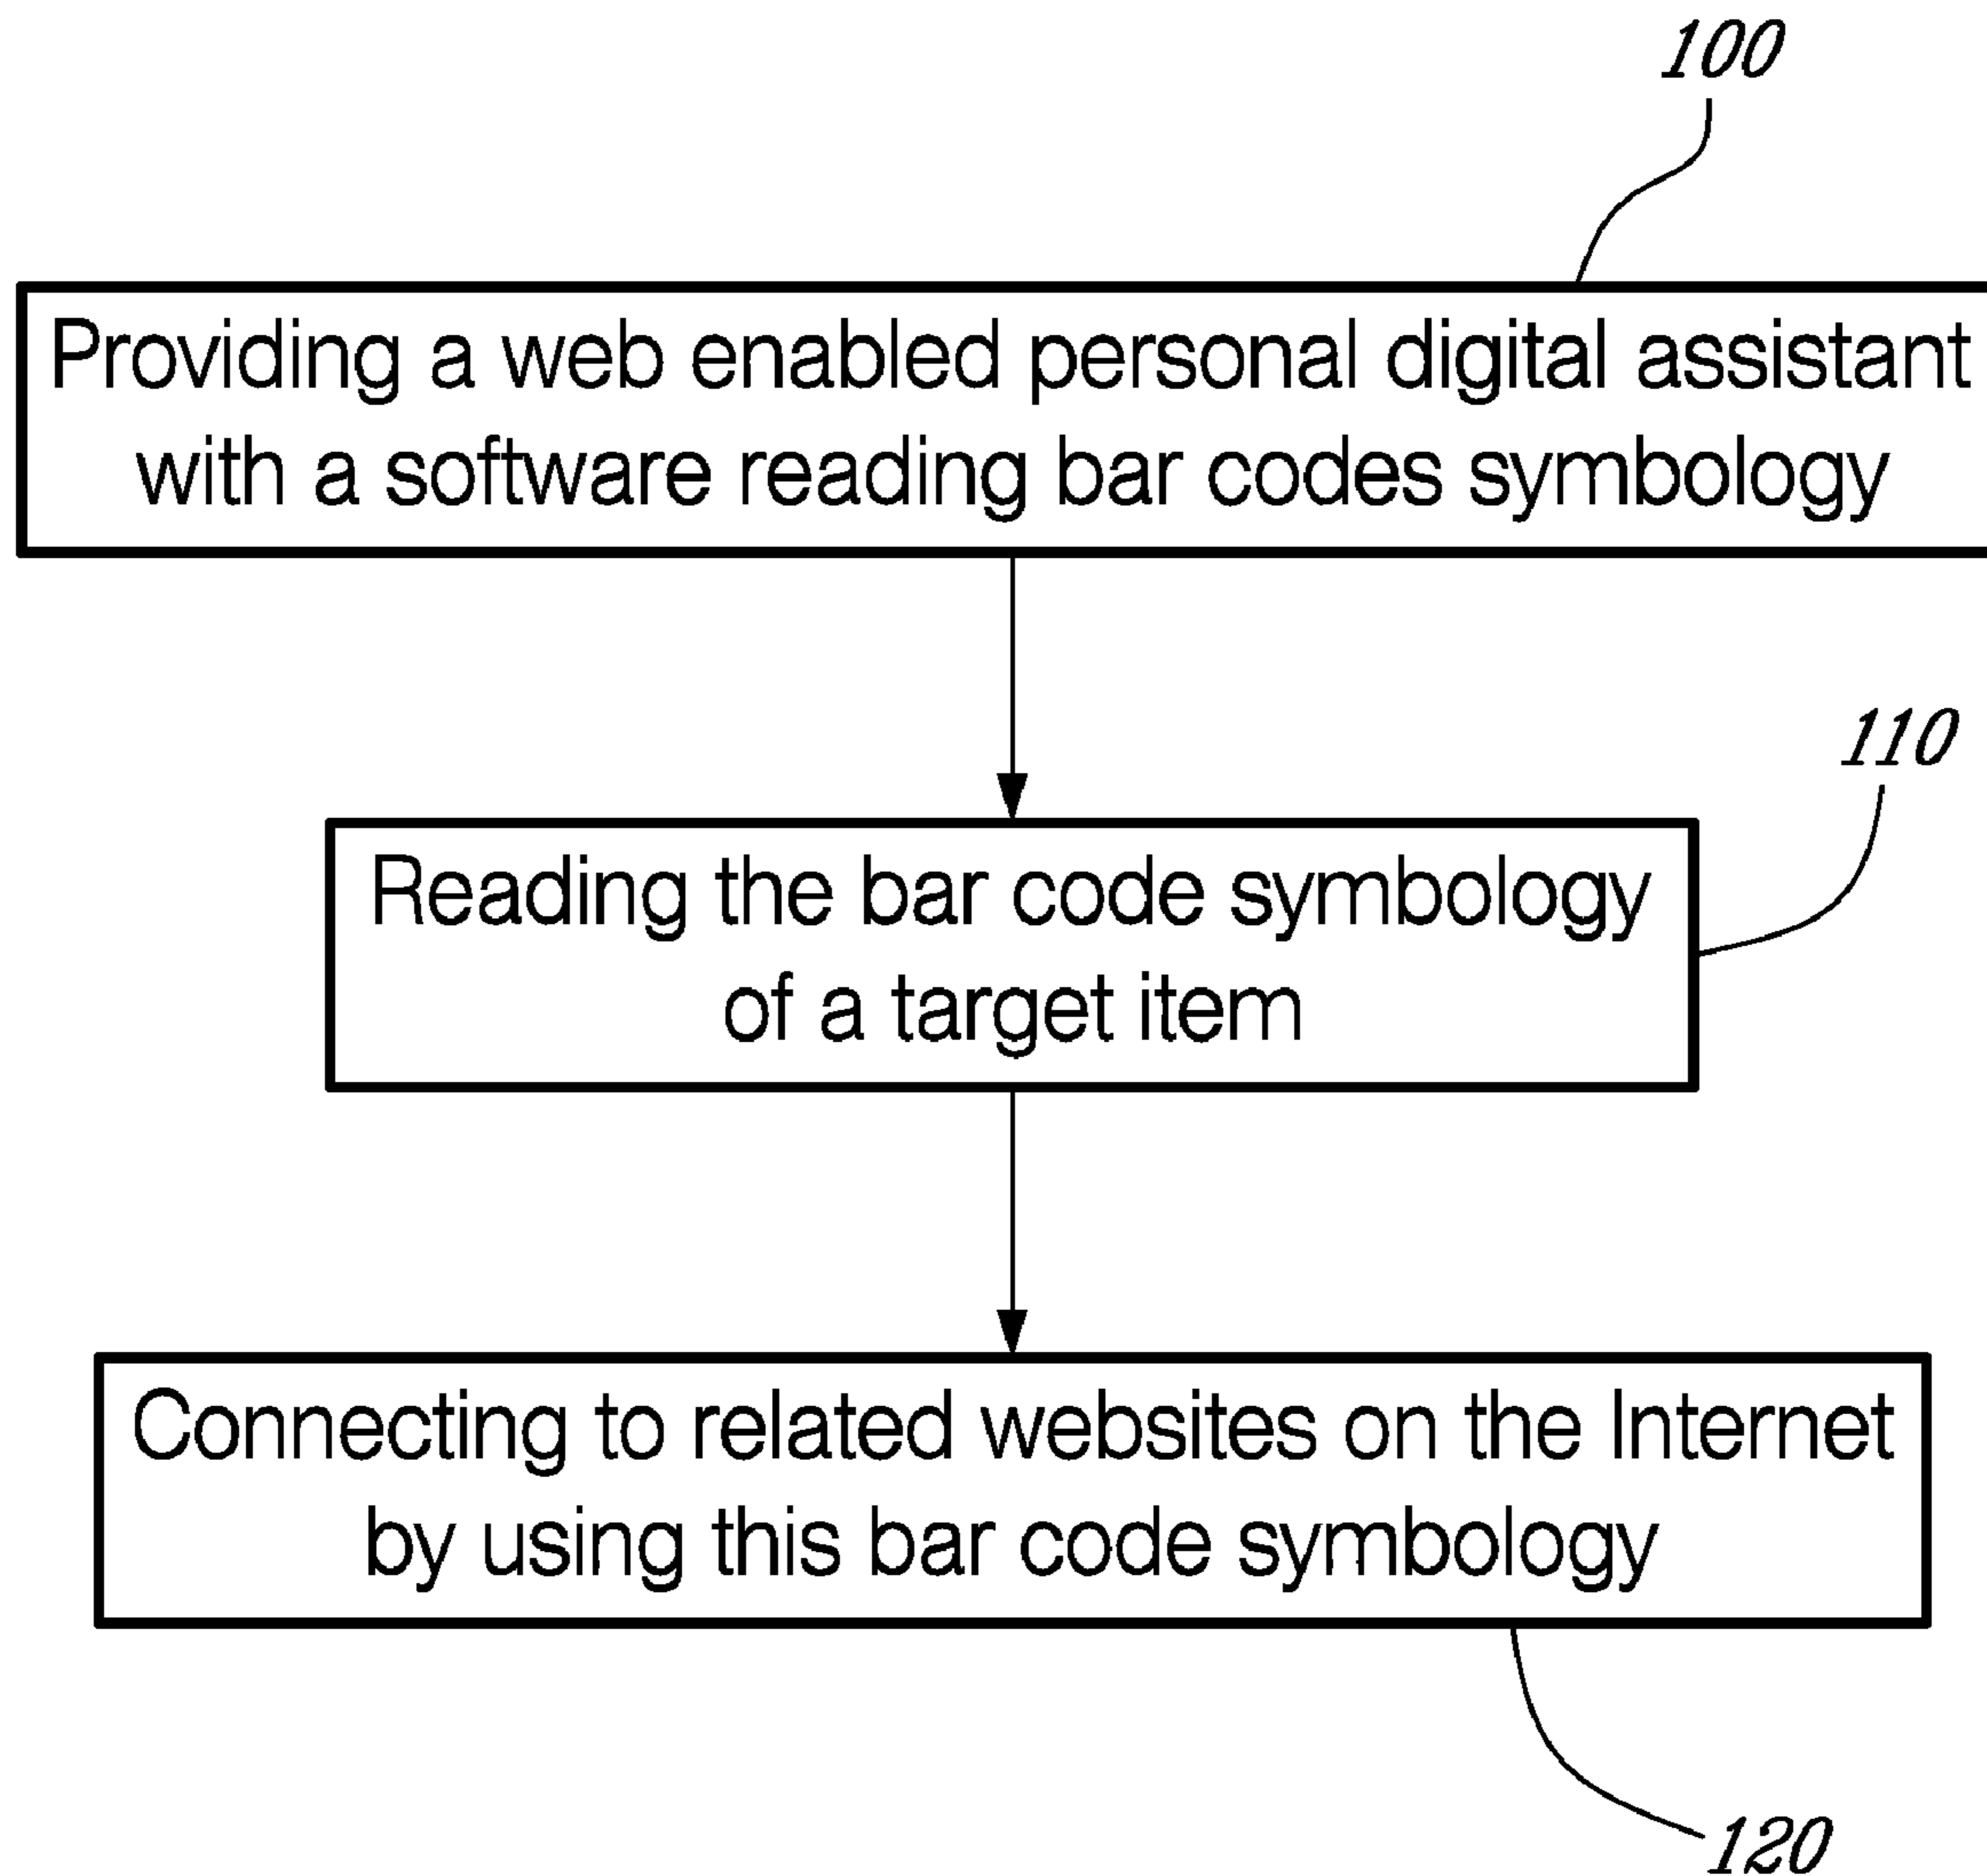 100
Providing a web enabled personal digital assistant
with a software reading bar codes symbology
110
Reading the bar code symbology
of a target item
Connecting to related websites on the Internet
by using this bar code symbology
120